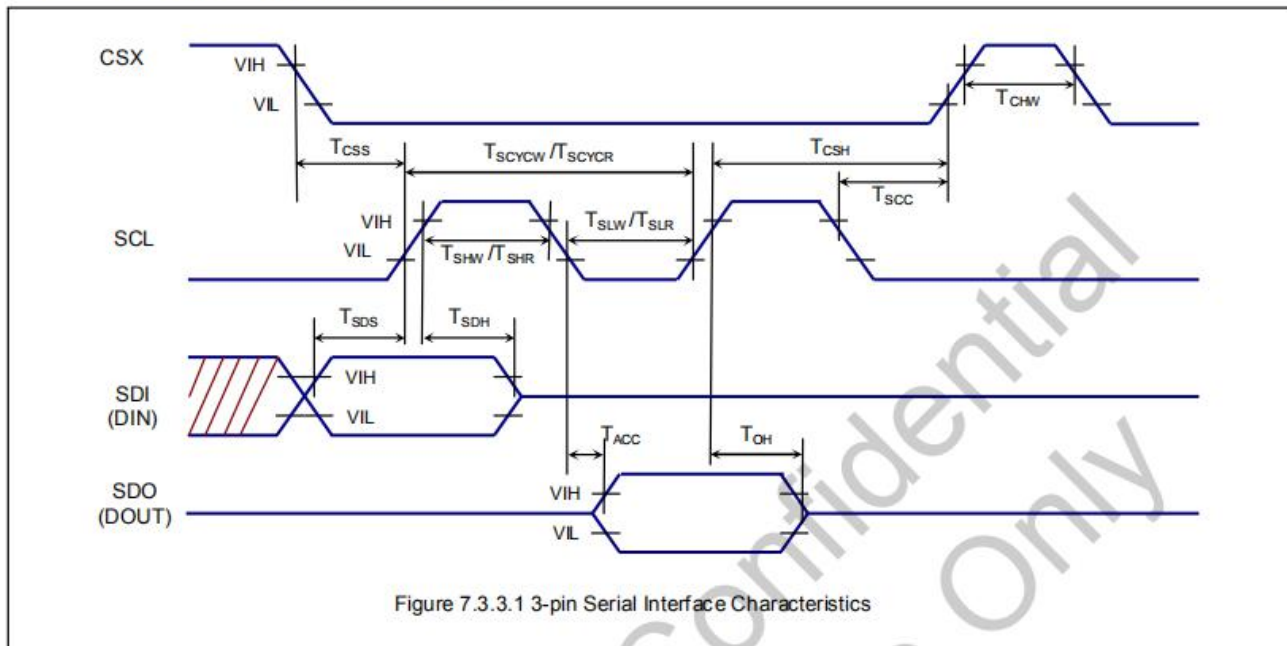 CSX
VIH
VIL
TCHW
TCSS
TSCYCW /TSCYCR
TCSH
TSCC
SCL
VIH
VIL
TSHW /TSHR
TSLW /TSLR
TSDS
TSDH
SDI
(DIN)
VIH
VIL
TACC
TOH
SDO
(DOUT)
VIH
VIL
Figure 7.3.3.1 3-pin Serial Interface Characteristics
Confidential
Only